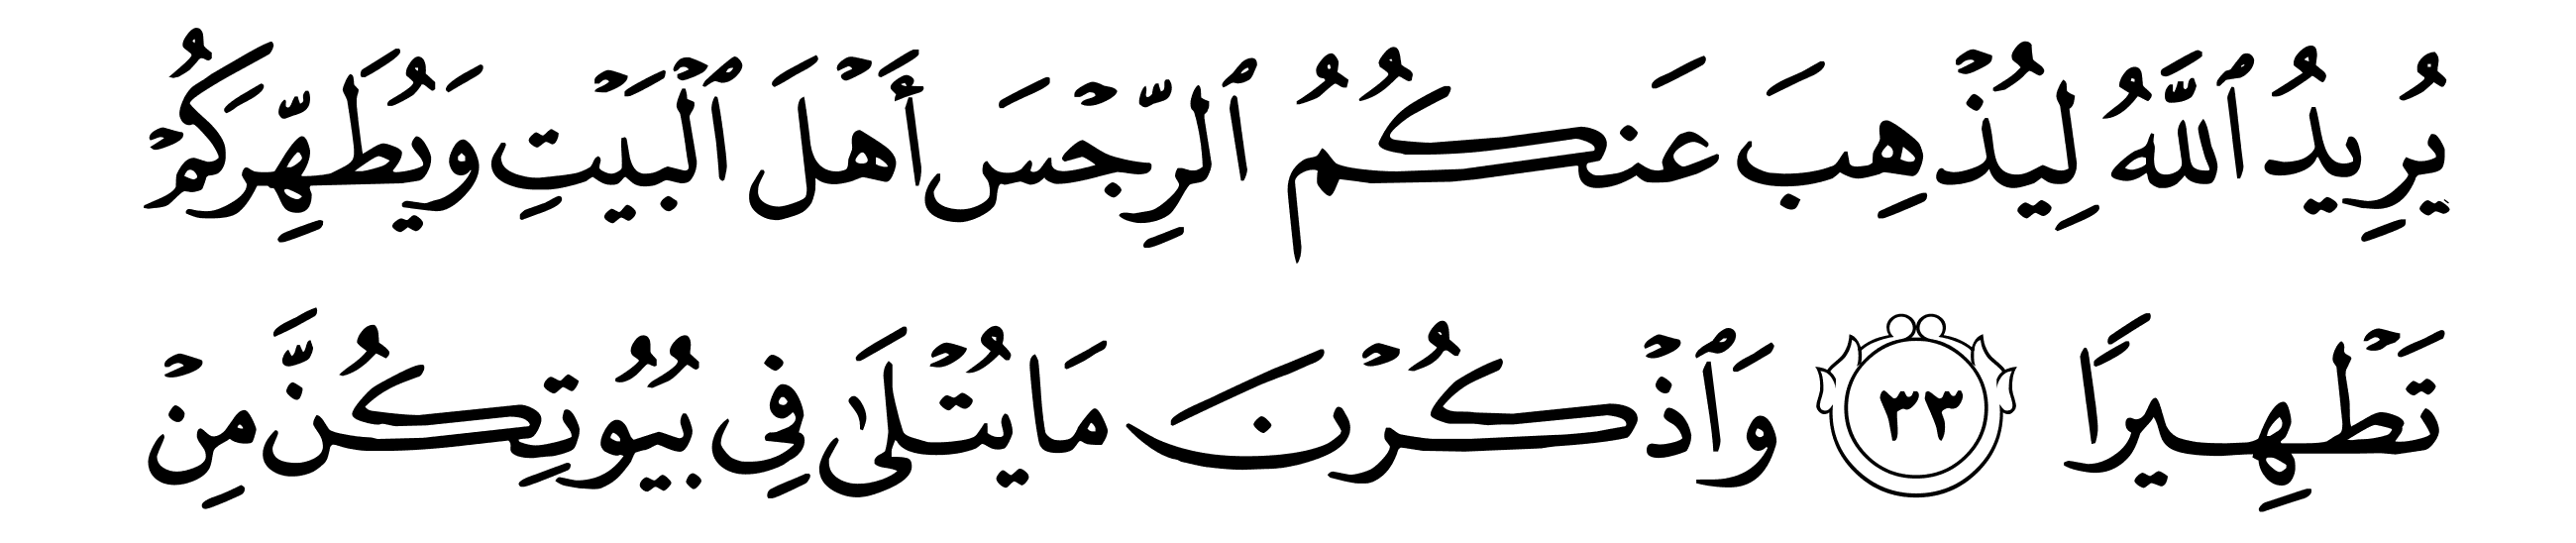 يُرِيدُ ٱللَّهُ لِيُذْهِبَ عَنكُمُ ٱلرِّجْسَ أَهْلَ ٱلْبَيْتِ وَيُطَهِّرَكُمْ
تَطْهِيرًا ٣٣ وَٱذْكُرْنَ مَا يُتْلَىٰ فِى بُيُوتِكُنَّ مِنْ